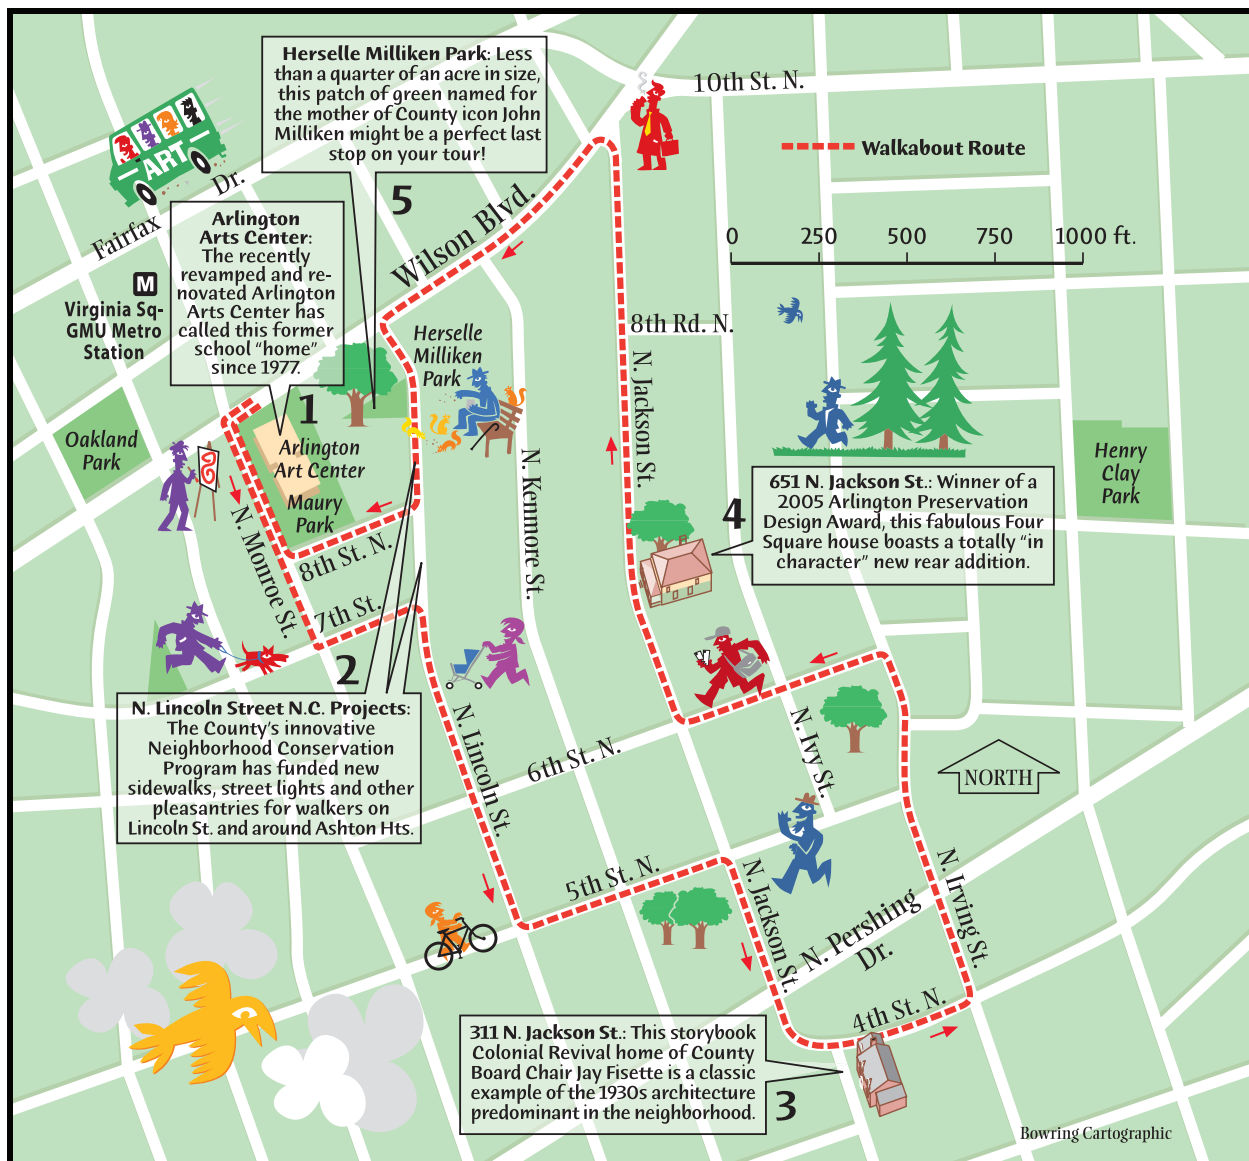 Herselle Milliken Park: Less
than a quarter of an acre in size,
this patch of green named for
the mother of County icon John
Milliken might be a perfect last
stop on your tour!
5
10th St. N.
Walkabout Route
ART
Fairfax
Dr.
Wilson Blvd.
Arlington
Arts Center:
The recently
revamped and re-
novated Arlington
Arts Center has
called this former
school “home”
since 1977.
1
M
Virginia Sq-
GMU Metro
Station
0
250
500
750
1000 ft.
8th Rd. N.
Herselle
Milliken
Park
N. Jackson St.
Oakland
Park
Arlington
Art Center
Maury
Park
Henry
Clay
Park
N. Kenmore St.
4
651 N. Jackson St.: Winner of a
2005 Arlington Preservation
Design Award, this fabulous Four
Square house boasts a totally “in
character” new rear addition.
N. Monroe St.
8th St. N.
7th St.
2
N. Lincoln Street N.C. Projects:
The County’s innovative
Neighborhood Conservation
Program has funded new
sidewalks, street lights and other
pleasantries for walkers on
Lincoln St. and around Ashton Hts.
N. Lincoln St.
6th St. N.
N. Ivy St.
NORTH
5th St. N.
N. Jackson St.
N. Pershing
Dr.
N. Irving St.
4th St. N.
311 N. Jackson St.: This storybook
Colonial Revival home of County
Board Chair Jay Fisette is a classic
example of the 1930s architecture
predominant in the neighborhood.
3
Bowring Cartographic